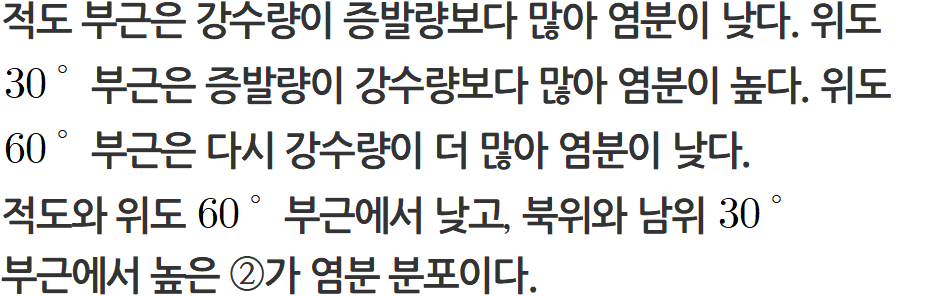 적도 부근은 강수량이 증발량보다 많아 염분이 낮다. 위도
30° 부근은 증발량이 강수량보다 많아 염분이 높다. 위도
60° 부근은 다시 강수량이 더 많아 염분이 낮다.
적도와 위도 60° 부근에서 낮고, 북위와 남위 30°
부근에서 높은 ②가 염분 분포이다.